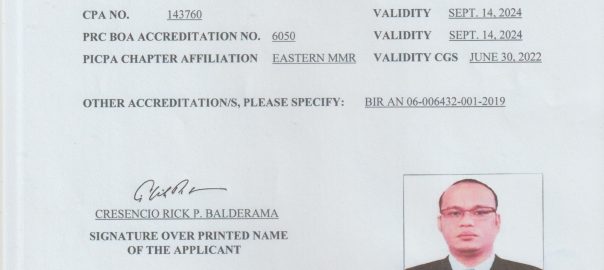 CPA NO. 143760 VALIDITY SEPT. 14, 2024
PRC BOA ACCREDITATION NO. 6050 VALIDITY SEPT. 14, 2024
PICPA CHAPTER AFFILIATION EASTERN MMR VALIDITY CGS JUNE 30, 2022
OTHER ACCREDITATION/S, PLEASE SPECIFY: BIR AN 06-006432-001-2019
CRESENCIO RICK P. BALDERAMA
SIGNATURE OVER PRINTED NAME
OF THE APPLICANT